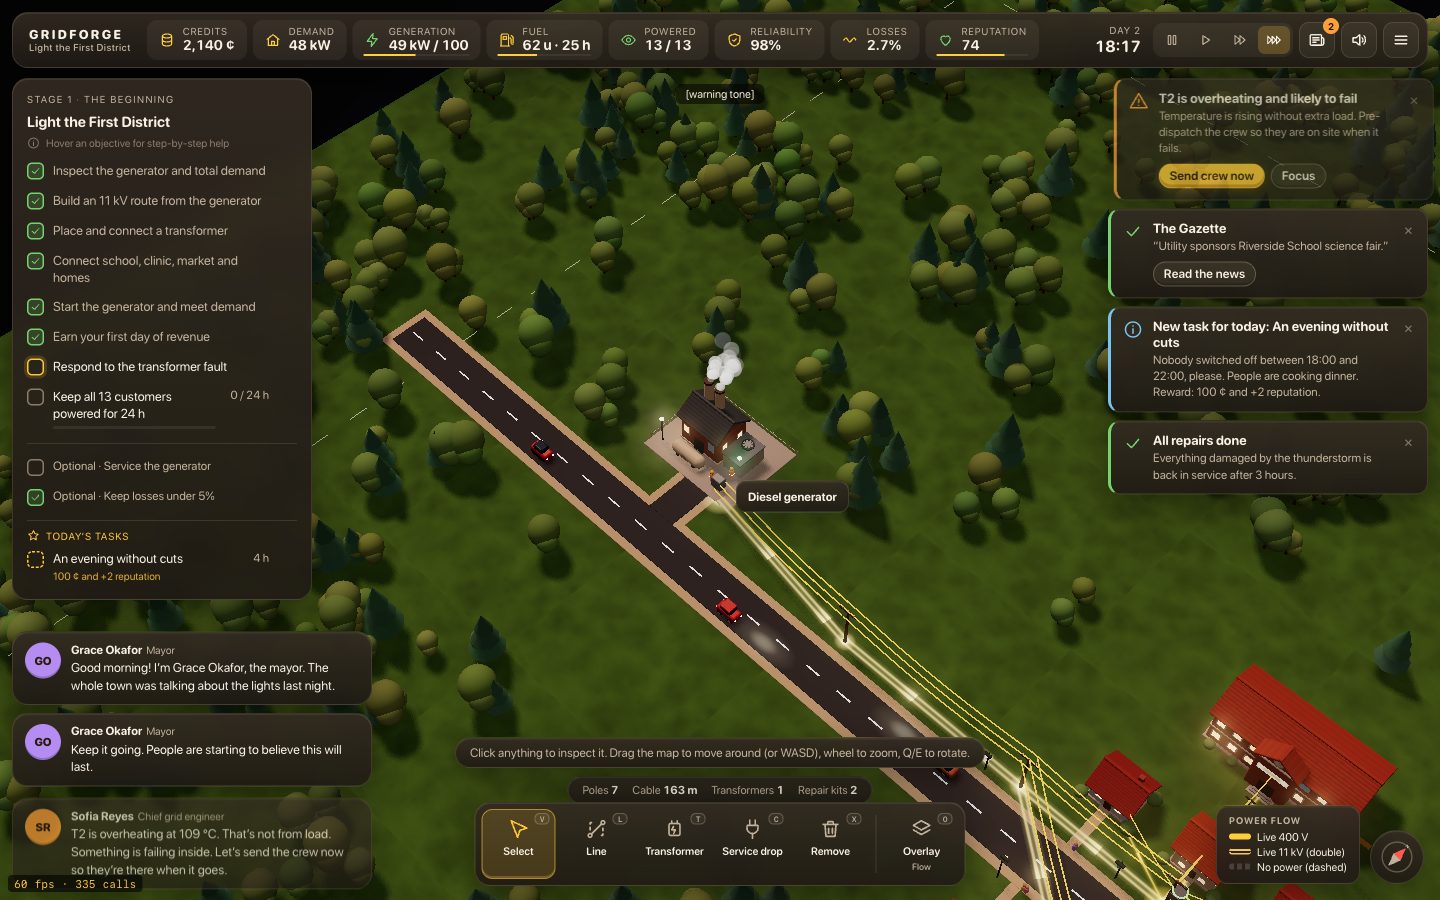 GRIDFORGE
Light the First District
CREDITS
2,140 ¢
DEMAND
48 kW
GENERATION
49 kW / 100
FUEL
62 u · 25 h
POWERED
13 / 13
RELIABILITY
98%
LOSSES
2.7%
REPUTATION
74
DAY 2
18:17
2
[warning tone]
STAGE 1 · THE BEGINNING
Light the First District
Hover an objective for step-by-step help
Inspect the generator and total demand
Build an 11 kV route from the generator
Place and connect a transformer
Connect school, clinic, market and
homes
Start the generator and meet demand
Earn your first day of revenue
Respond to the transformer fault
Keep all 13 customers
powered for 24 h
0 / 24 h
Optional · Service the generator
Optional · Keep losses under 5%
TODAY'S TASKS
An evening without cuts
4 h
100 ¢ and +2 reputation
T2 is overheating and likely to fail
Temperature is rising without extra load. Pre-
dispatch the crew so they are on site when it
fails.
Send crew now
Focus
The Gazette
“Utility sponsors Riverside School science fair.”
Read the news
New task for today: An evening without
cuts
Nobody switched off between 18:00 and
22:00, please. People are cooking dinner.
Reward: 100 ¢ and +2 reputation.
All repairs done
Everything damaged by the thunderstorm is
back in service after 3 hours.
Diesel generator
GO
Grace Okafor Mayor
Good morning! I'm Grace Okafor, the mayor. The
whole town was talking about the lights last night.
GO
Grace Okafor Mayor
Keep it going. People are starting to believe this will
last.
SR
Sofia Reyes Chief grid engineer
T2 is overheating at 109 °C. That's not from load.
Something is failing inside. Let's send the crew now
so they're there when it goes.
60 fps · 335 calls
Click anything to inspect it. Drag the map to move around (or WASD), wheel to zoom, Q/E to rotate.
Poles 7 Cable 163 m Transformers 1 Repair kits 2
V
Select
L
Line
T
Transformer
C
Service drop
X
Remove
O
Overlay
Flow
POWER FLOW
Live 400 V
Live 11 kV (double)
No power (dashed)